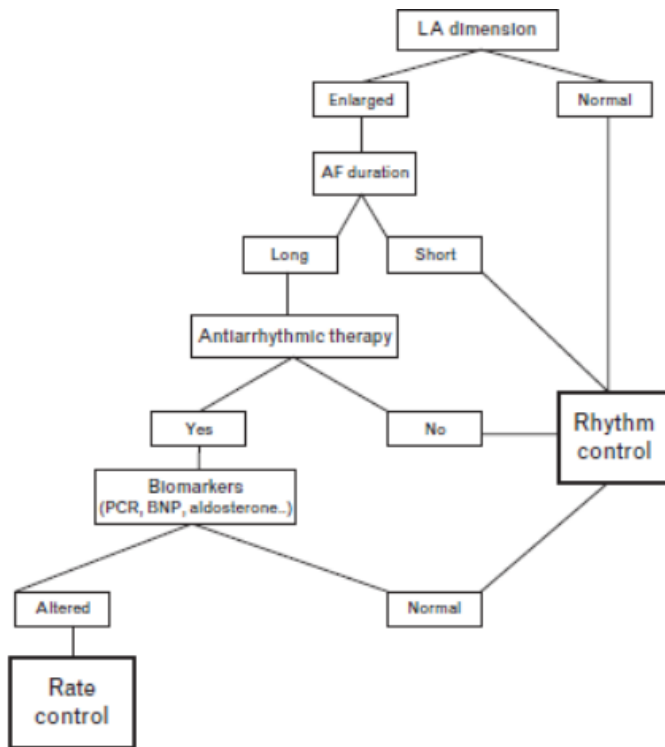 LA dimension
Enlarged
Normal
AF duration
Long
Short
Antiarrhythmic therapy
Yes
No
Rhythm
control
Biomarkers
(PCR, BNP, aldosterone..)
Altered
Normal
Rate
control